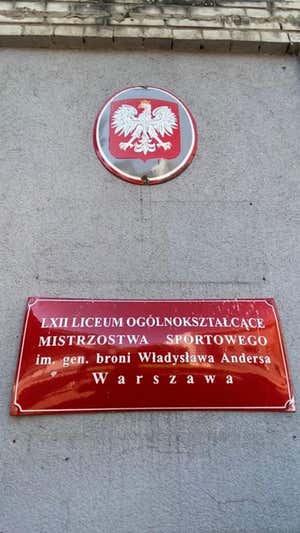 LXII LICEUM OGÓLNOKSZTAŁCĄCE
MISTRZOSTWA SPORTOWEGO
im. gen. broni Władysława Andersa
Warszawa